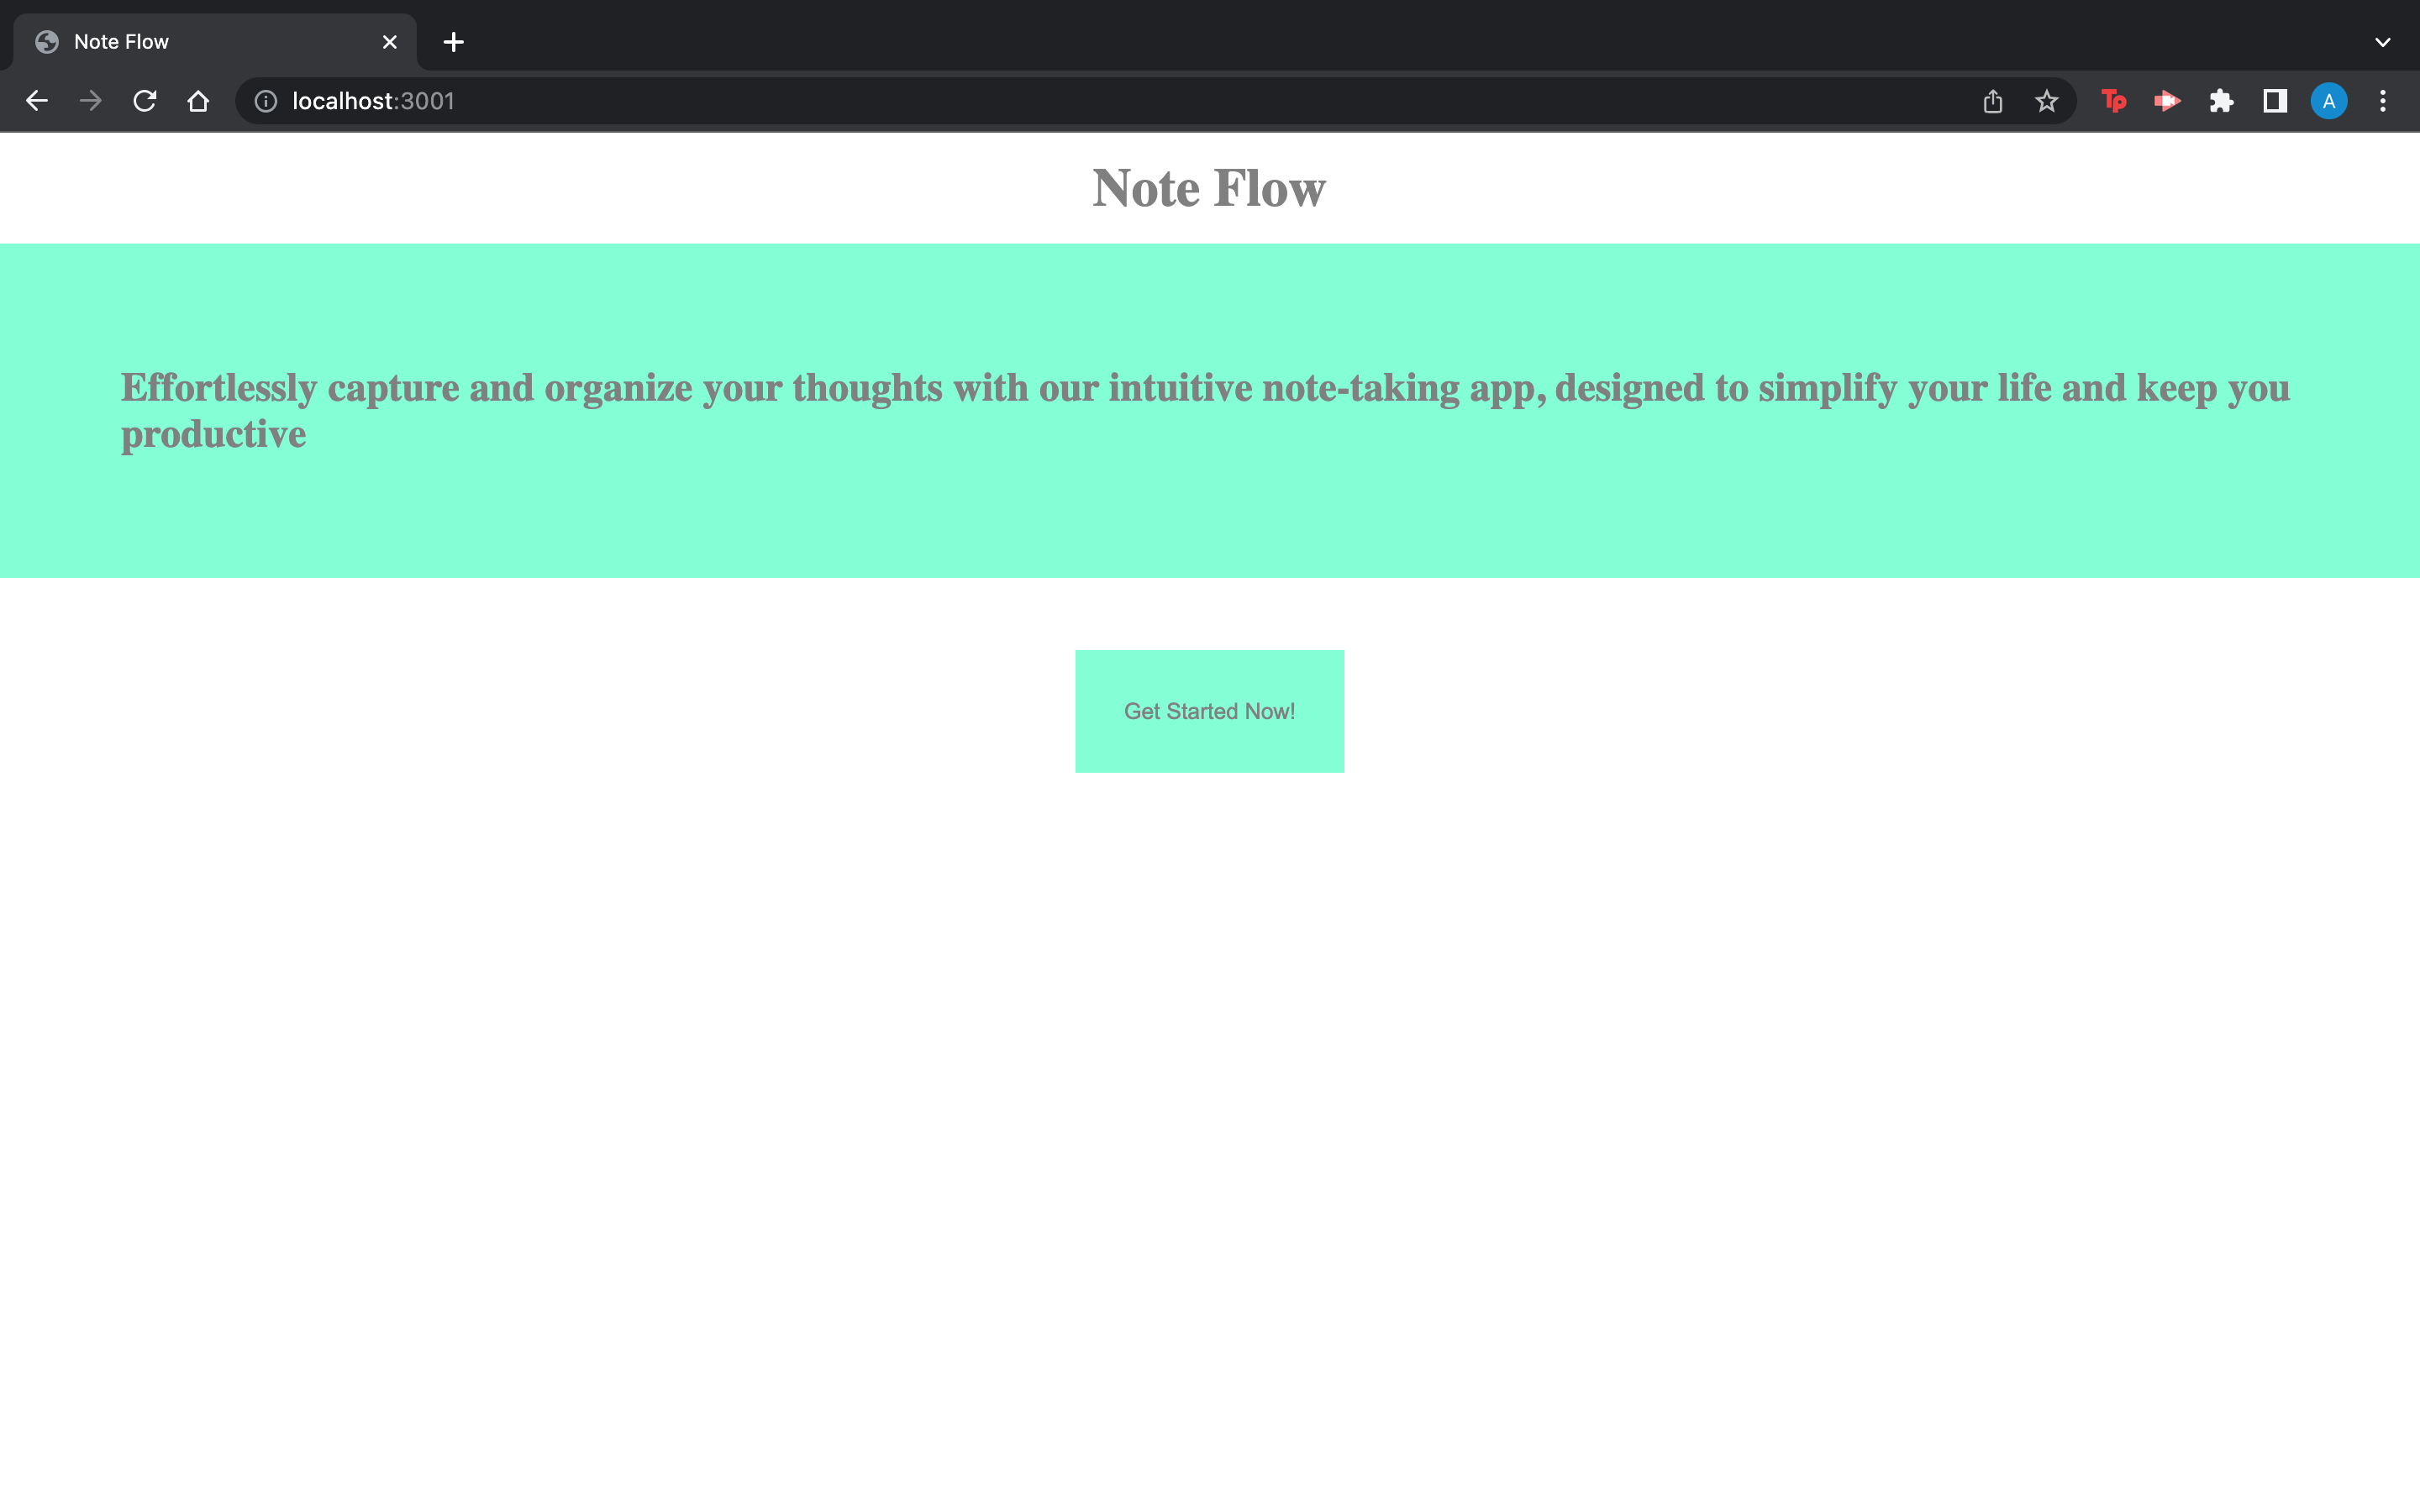 Note Flow
localhost:3001
Tp
A
Note Flow
Effortlessly capture and organize your thoughts with our intuitive note-taking app, designed to simplify your life and keep you
productive
Get Started Now!